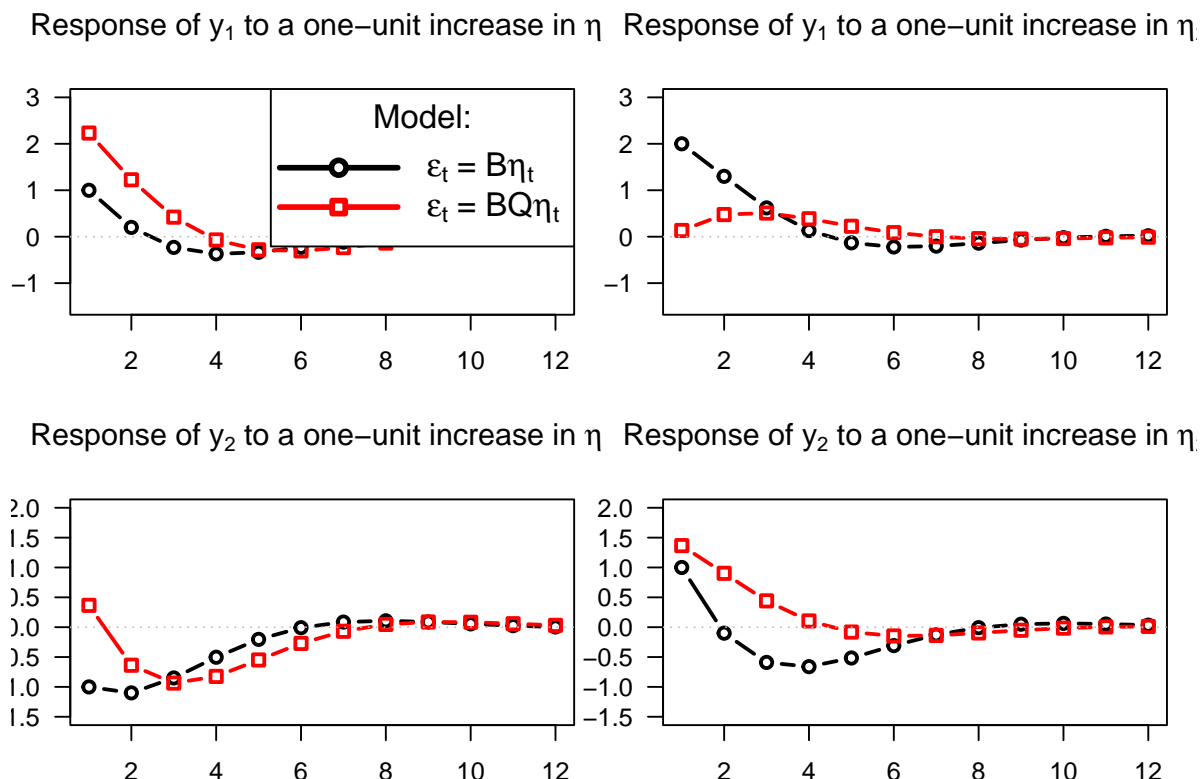 Response of y₁ to a one−unit increase in η
Response of y₁ to a one−unit increase in η
3
2
1
0
−1
Model:
εₜ = Bηₜ
εₜ = BQηₜ
2 4 6 8 10 12
3
2
1
0
−1
2 4 6 8 10 12
Response of y₂ to a one−unit increase in η
Response of y₂ to a one−unit increase in η
2.0
1.5
1.0
0.0
1.0
1.5
2 4 6 8 10 12
2.0
1.5
1.0
0.5
0.0
−0.5
−1.0
−1.5
2 4 6 8 10 12